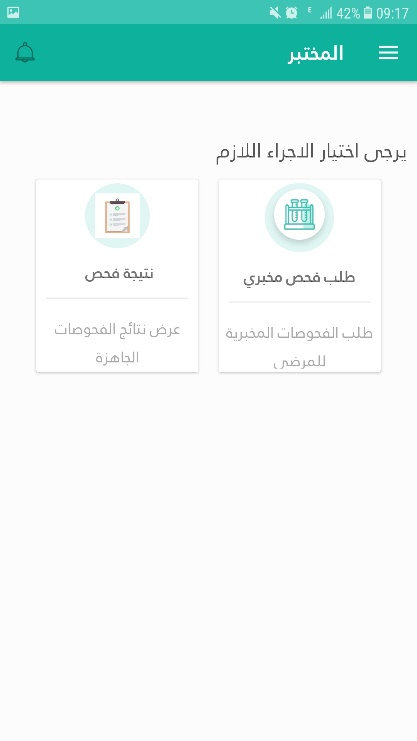 E 42% 09:17
المختبر
يرجى اختيار الاجراء اللازم
طلب فحص مخبري
طلب الفحوصات المخبرية
للمرضى
نتيجة فحص
عرض نتائج الفحوصات
الجاهزة